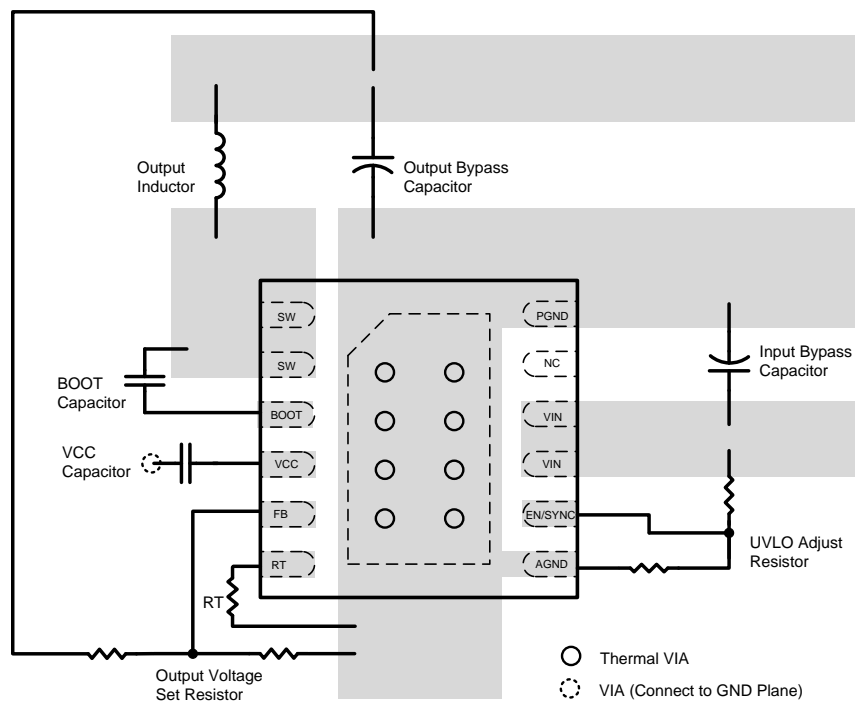 Output
Inductor
Output Bypass
Capacitor
SW
PGND
SW
NC
Input Bypass
Capacitor
BOOT
Capacitor
BOOT
VIN
VCC
Capacitor
VCC
VIN
FB
EN/SYNC
UVLO Adjust
Resistor
RT
AGND
RT
Output Voltage
Set Resistor
Thermal VIA
VIA (Connect to GND Plane)